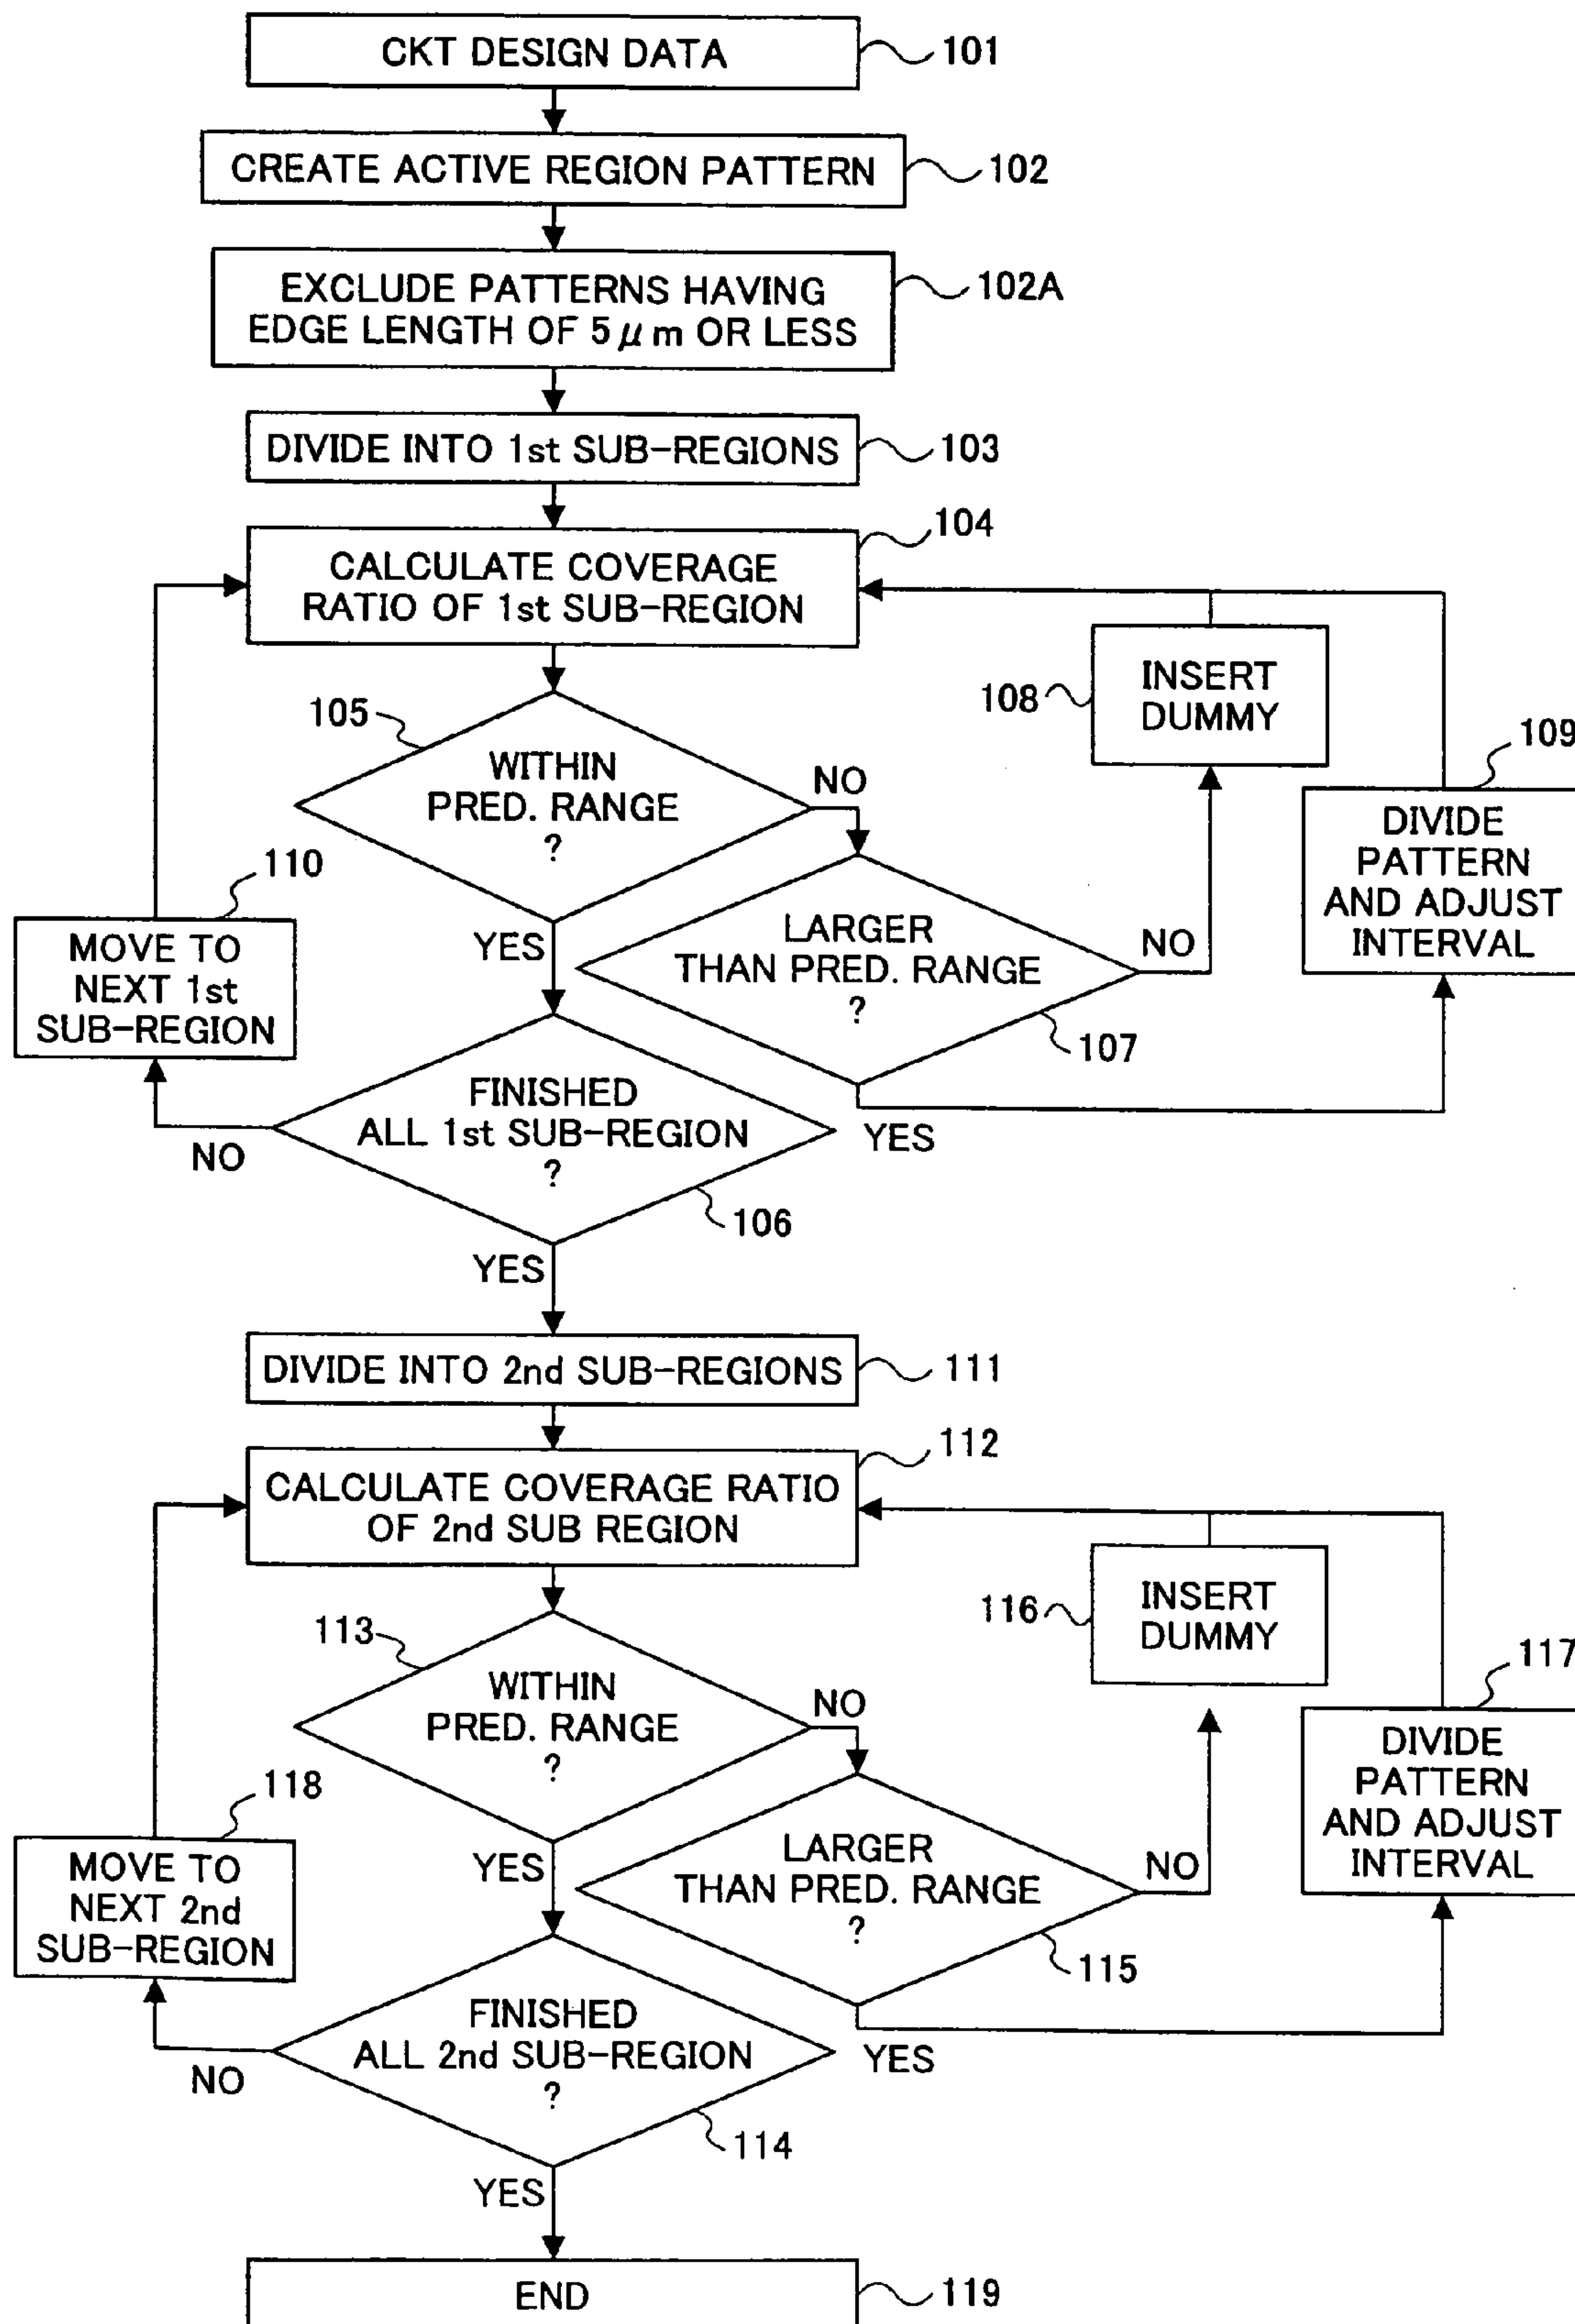 CKT DESIGN DATA
101
CREATE ACTIVE REGION PATTERN
102
EXCLUDE PATTERNS HAVING
EDGE LENGTH OF 5μm OR LESS
102A
DIVIDE INTO 1st SUB-REGIONS
103
104
CALCULATE COVERAGE
RATIO OF 1st SUB-REGION
105
WITHIN
PRED. RANGE
?
NO
YES
108
INSERT
DUMMY
109
DIVIDE
PATTERN
AND ADJUST
INTERVAL
110
MOVE TO
NEXT 1st
SUB-REGION
LARGER
THAN PRED. RANGE
?
NO
107
YES
FINISHED
ALL 1st SUB-REGION
?
NO
106
YES
DIVIDE INTO 2nd SUB-REGIONS
111
112
CALCULATE COVERAGE RATIO
OF 2nd SUB REGION
113
WITHIN
PRED. RANGE
?
NO
YES
116
INSERT
DUMMY
117
DIVIDE
PATTERN
AND ADJUST
INTERVAL
118
MOVE TO
NEXT 2nd
SUB-REGION
LARGER
THAN PRED. RANGE
?
NO
115
YES
FINISHED
ALL 2nd SUB-REGION
?
NO
114
YES
END
119